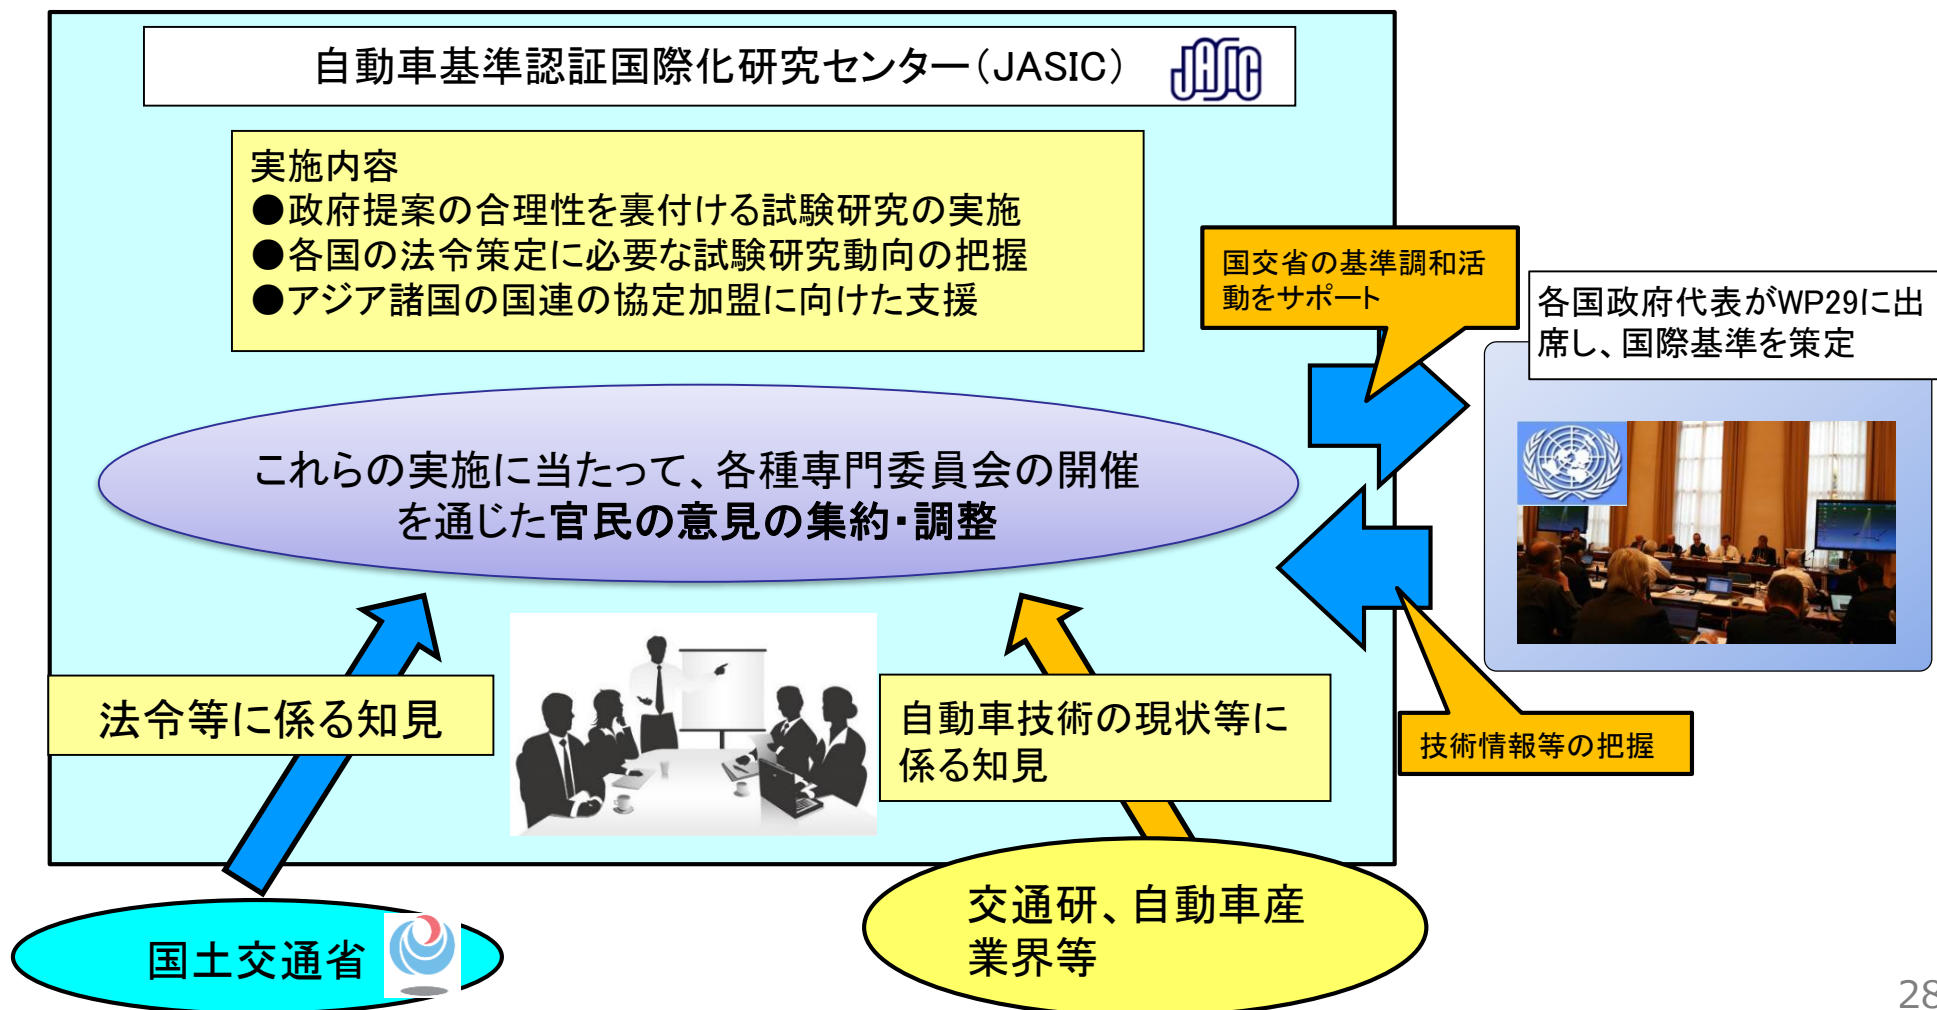 自動車基準認証国際化研究センター(JASIC)
JASIC
実施内容
●政府提案の合理性を裏付ける試験研究の実施
●各国の法令策定に必要な試験研究動向の把握
●アジア諸国の国連の協定加盟に向けた支援
国交省の基準調和活
動をサポート
各国政府代表がWP29に出
席し、国際基準を策定
これらの実施に当たって、各種専門委員会の開催
を通じた官民の意見の集約・調整
法令等に係る知見
自動車技術の現状等に
係る知見
技術情報等の把握
国土交通省
交通研、自動車産
業界等
28